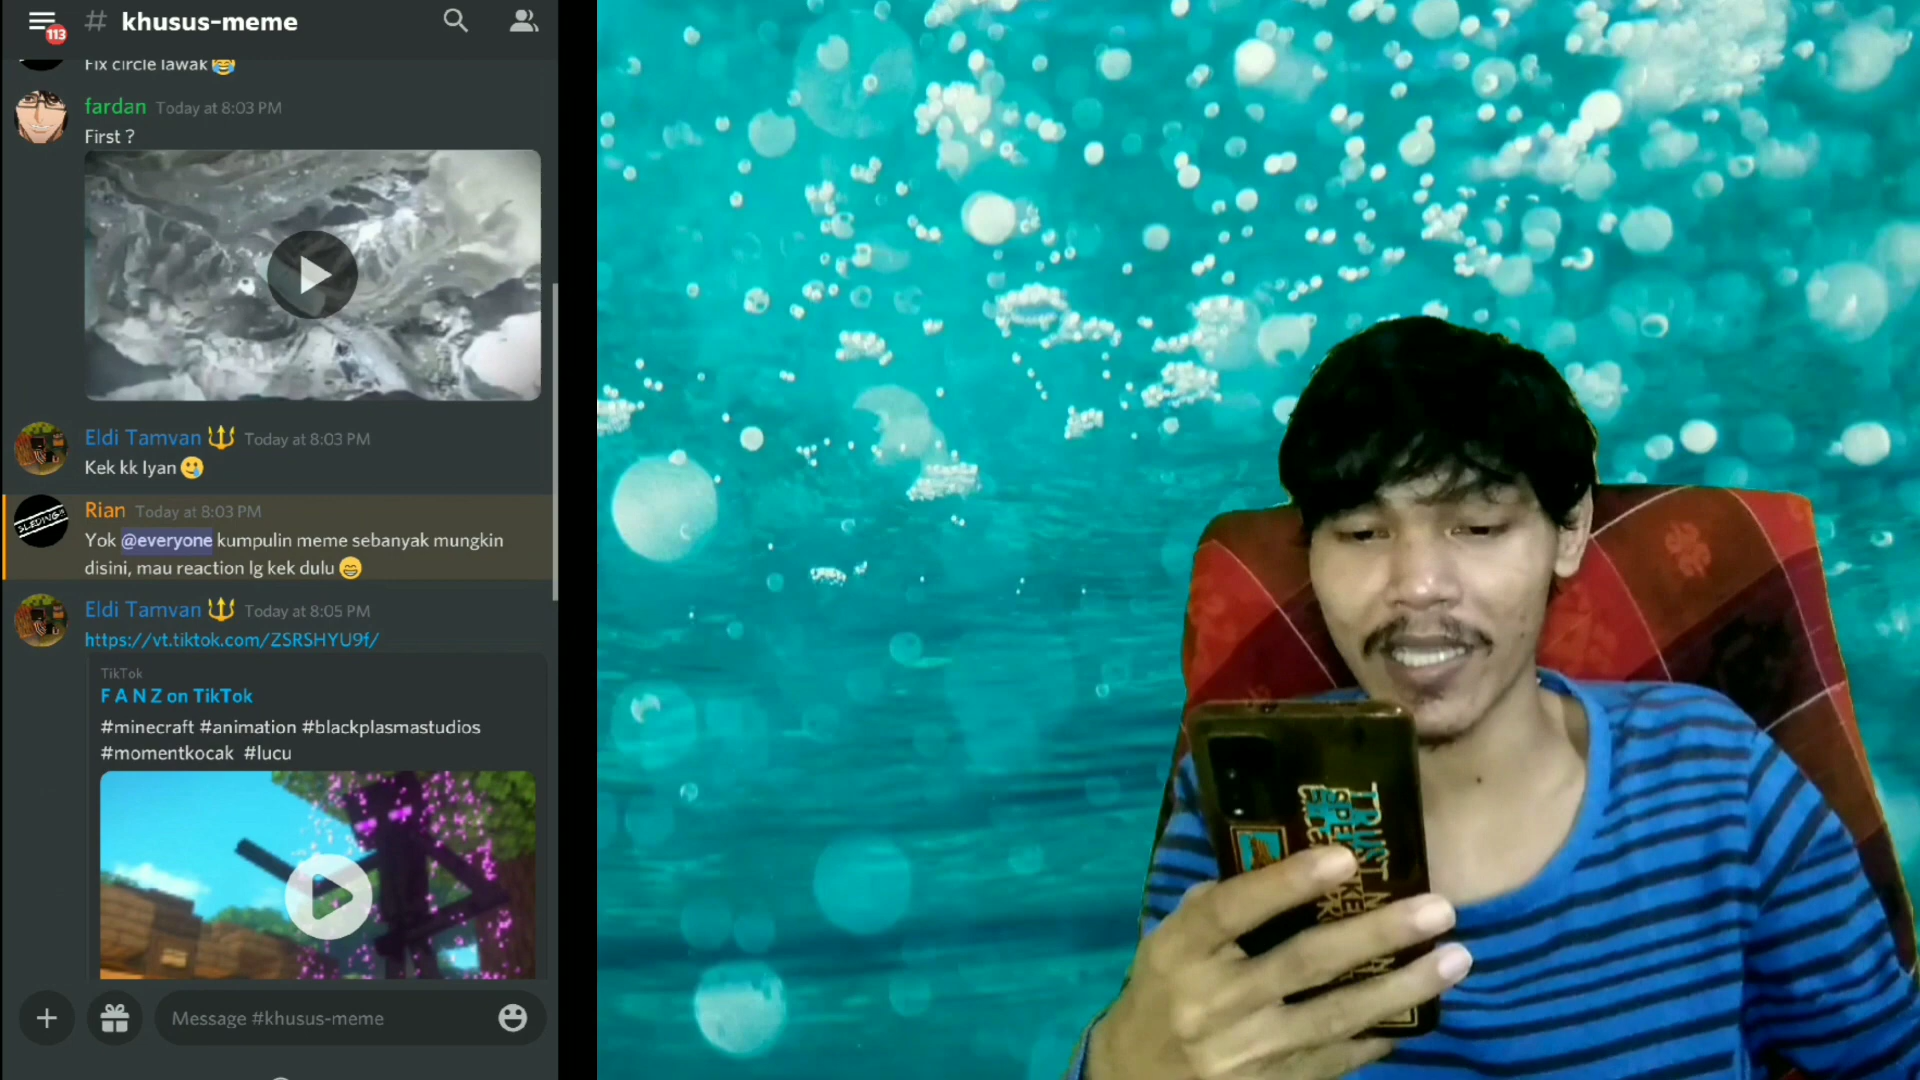 113
# khusus-meme
Fix circle lawak😂
fardan Today at 8:03 PM
First ?
Eldi Tamvan 🔱 Today at 8:03 PM
Kek kk Iyan🥲
SLEDING!!
Rian Today at 8:03 PM
Yok @everyone kumpulin meme sebanyak mungkin
disini, mau reaction lg kek dulu 😁
Eldi Tamvan 🔱 Today at 8:05 PM
https://vt.tiktok.com/ZSRSHYU9f/
TikTok
F A N Z on TikTok
#minecraft #animation #blackplasmastudios
#momentkocak #lucu
Message #khusus-meme
TRUST